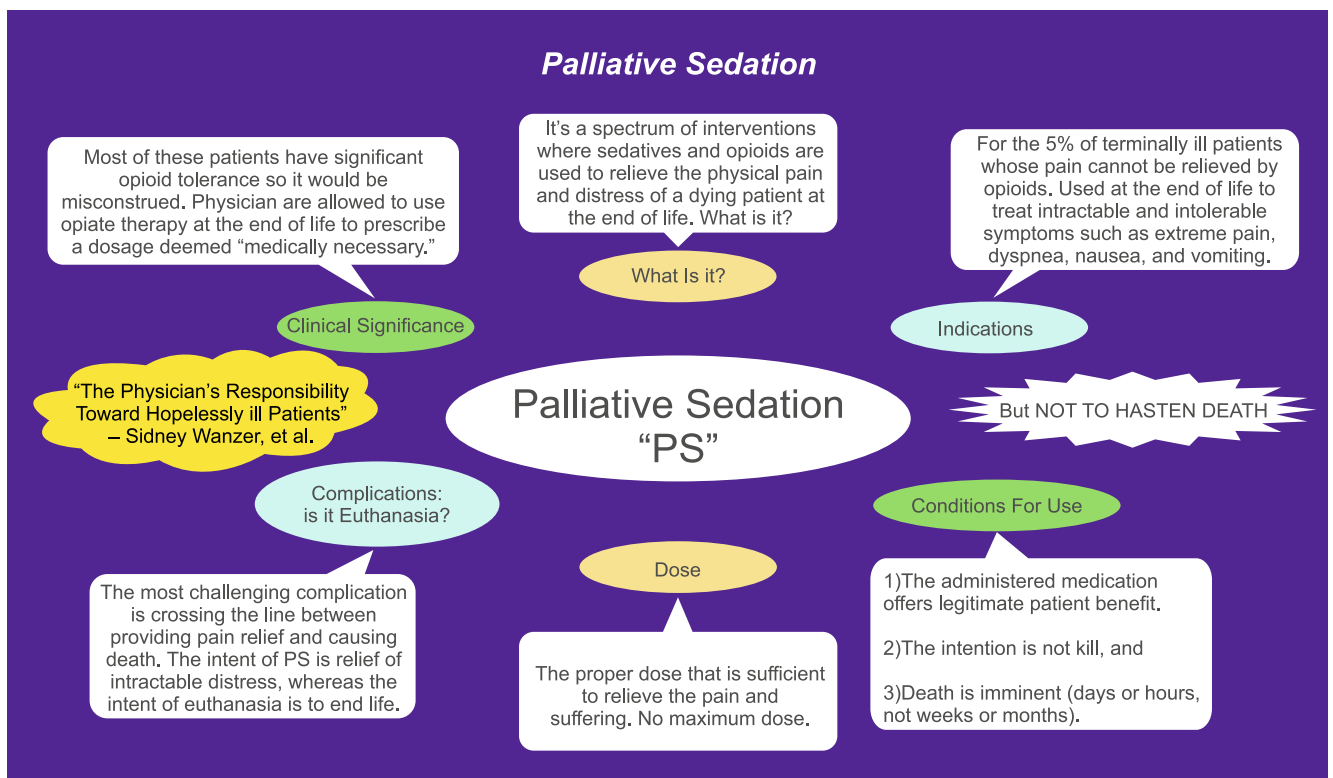 Palliative Sedation
Most of these patients have significant
opioid tolerance so it would be
misconstrued. Physician are allowed to use
opiate therapy at the end of life to prescribe
a dosage deemed “medically necessary.”
Clinical Significance
It’s a spectrum of interventions
where sedatives and opioids are
used to relieve the physical pain
and distress of a dying patient at
the end of life. What is it?
What Is it?
For the 5% of terminally ill patients
whose pain cannot be relieved by
opioids. Used at the end of life to
treat intractable and intolerable
symptoms such as extreme pain,
dyspnea, nausea, and vomiting.
Indications
“The Physician’s Responsibility
Toward Hopelessly ill Patients”
– Sidney Wanzer, et al.
Palliative Sedation
“PS”
But NOT TO HASTEN DEATH
Complications:
is it Euthanasia?
The most challenging complication
is crossing the line between
providing pain relief and causing
death. The intent of PS is relief of
intractable distress, whereas the
intent of euthanasia is to end life.
Dose
The proper dose that is sufficient
to relieve the pain and
suffering. No maximum dose.
Conditions For Use
1)The administered medication
offers legitimate patient benefit.
2)The intention is not kill, and
3)Death is imminent (days or hours,
not weeks or months).